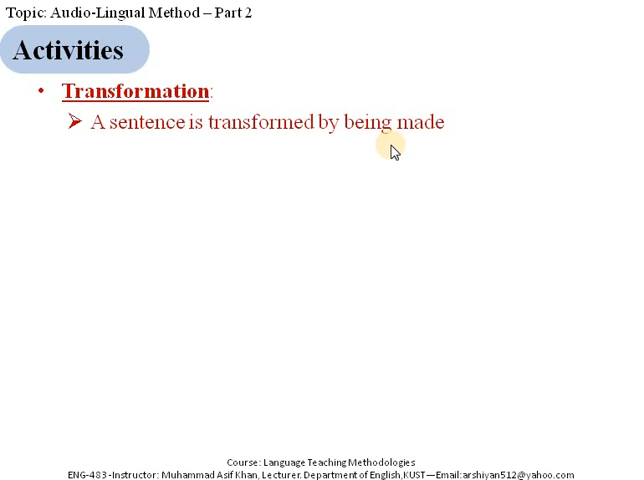 Topic: Audio-Lingual Method – Part 2
Activities
• Transformation:
➢ A sentence is transformed by being made
Course: Language Teaching Methodologies
ENG-483 -Instructor: Muhammad Asif Khan, Lecturer. Department of English,KUST—Email:arshiyan512@yahoo.com